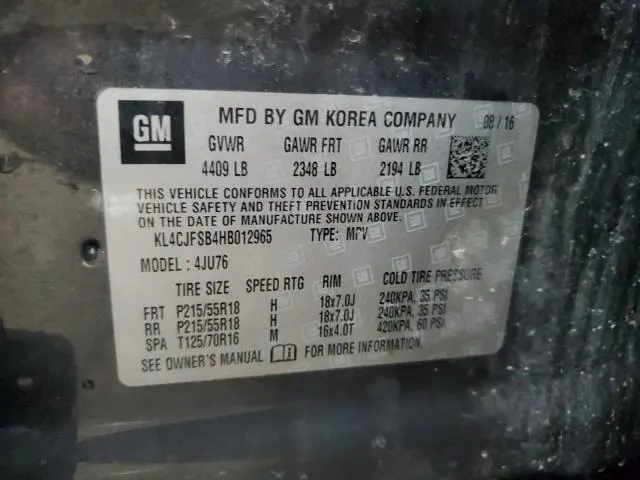 GM MFD BY GM KOREA COMPANY 08/16
GVWR GAWR FRT GAWR RR
4409 LB 2348 LB 2194 LB
THIS VEHICLE CONFORMS TO ALL APPLICABLE U.S. FEDERAL MOTOR
VEHICLE SAFETY AND THEFT PREVENTION STANDARDS IN EFFECT ON
THE DATE OF MANUFACTURE SHOWN ABOVE.
KL4CJFSB4HB012965 TYPE: MPV
MODEL: 4JU76
TIRE SIZE SPEED RTG RIM COLD TIRE PRESSURE
FRT P215/55R18 H 18x7.0J 240KPA, 35 PSI
RR P215/55R18 H 18x7.0J 240KPA, 35 PSI
SPA T125/70R16 M 16x4.0T 420KPA, 60 PSI
SEE OWNER'S MANUAL i FOR MORE INFORMATION.